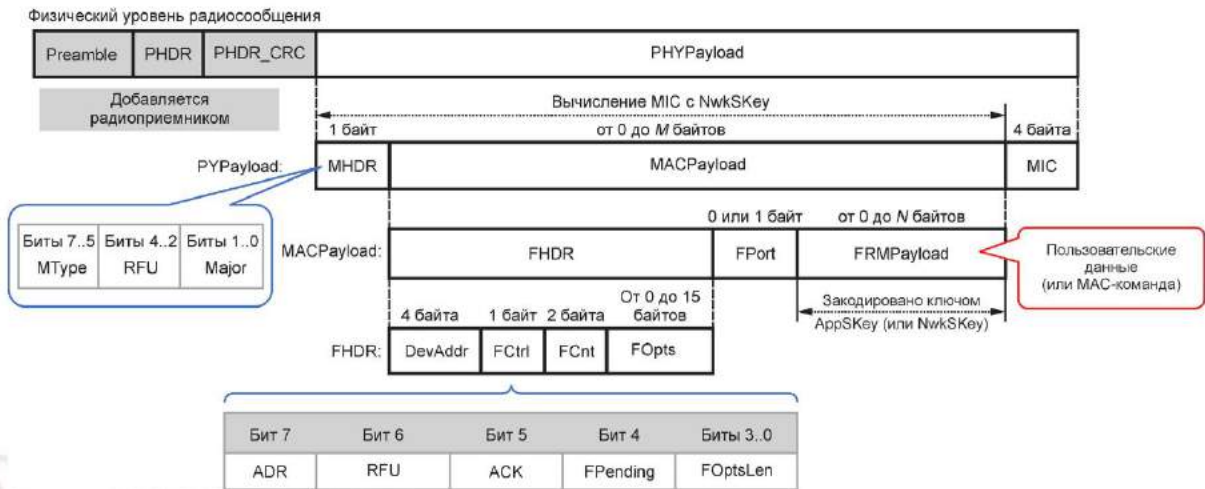 Физический уровень радиосообщения
Preamble PHDR PHDR_CRC PHYPayload
Добавляется
радиоприемником
Вычисление MIC с NwkSKey
1 байт от 0 до M байтов 4 байта
PYPayload: MHDR MACPayload MIC
0 или 1 байт от 0 до N байтов
Биты 7..5 Биты 4..2 Биты 1..0
MType RFU Major
MACPayload: FHDR FPort FRMPayload
Пользовательские
данные
(или MAC-команда)
От 0 до 15
4 байта 1 байт 2 байта байтов
Закодировано ключом
AppSKey (или NwkSKey)
FHDR: DevAddr FCtrl FCnt FOpts
Бит 7 Бит 6 Бит 5 Бит 4 Биты 3..0
ADR RFU ACK FPending FOptsLen